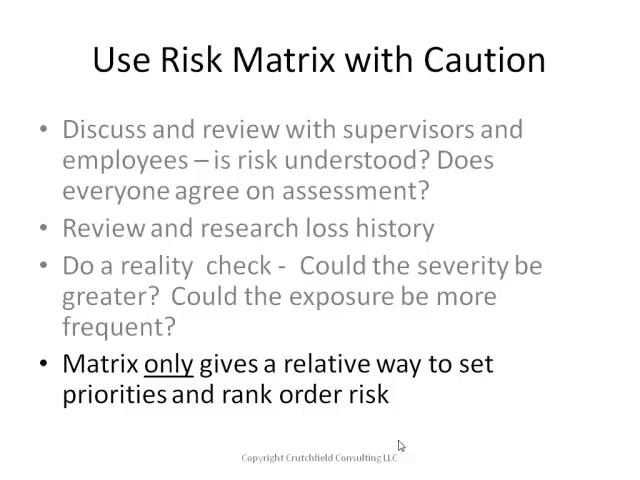 Use Risk Matrix with Caution
• Discuss and review with supervisors and
employees – is risk understood? Does
everyone agree on assessment?
• Review and research loss history
• Do a reality check - Could the severity be
greater? Could the exposure be more
frequent?
• Matrix only gives a relative way to set
priorities and rank order risk
Copyright Crutchfield Consulting LLC